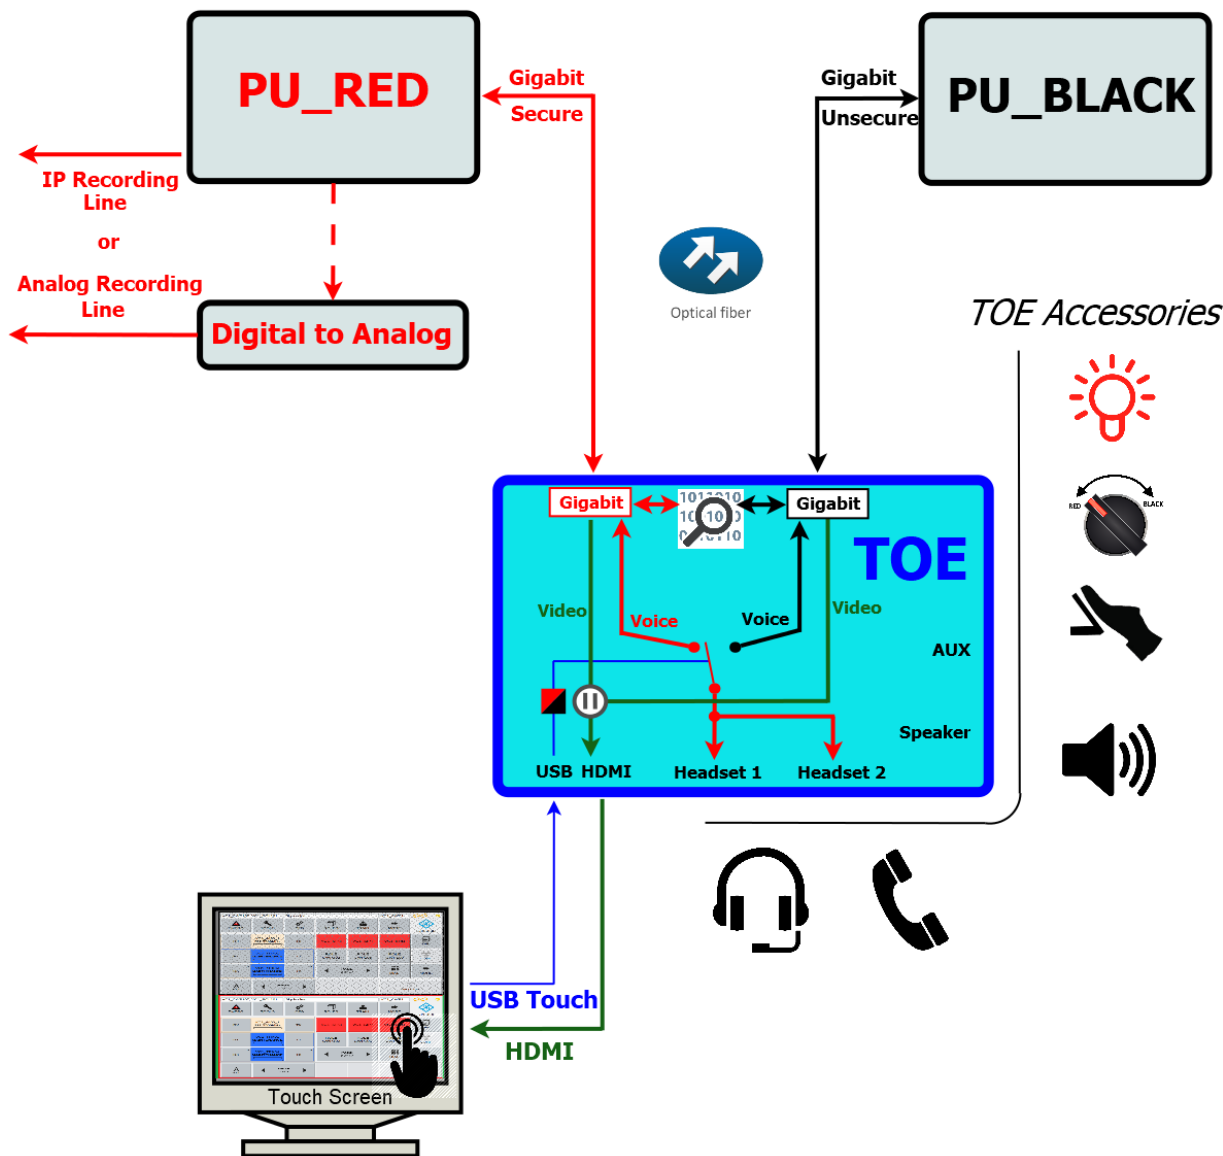 PU_RED
Gigabit
Secure
Gigabit
Unsecure
PU_BLACK
IP Recording
Line
or
Analog Recording
Line
Digital to Analog
Optical fiber
TOE Accessories
RED
BLACK
Gigabit
1011010
Gigabit
TOE
Video
Voice
Voice
Video
AUX
Speaker
USB HDMI
Headset 1
Headset 2
USB Touch
HDMI
Touch Screen